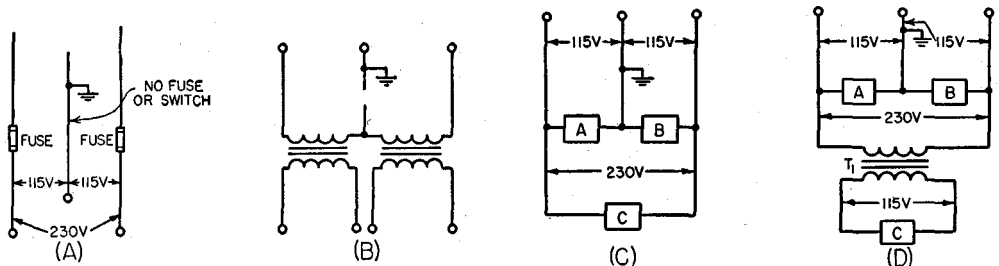 NO FUSE
OR SWITCH
FUSE
FUSE
115V
115V
230V
(A)
(B)
115V
115V
A
B
230V
C
(C)
115V
115V
A
B
230V
T1
115V
C
(D)